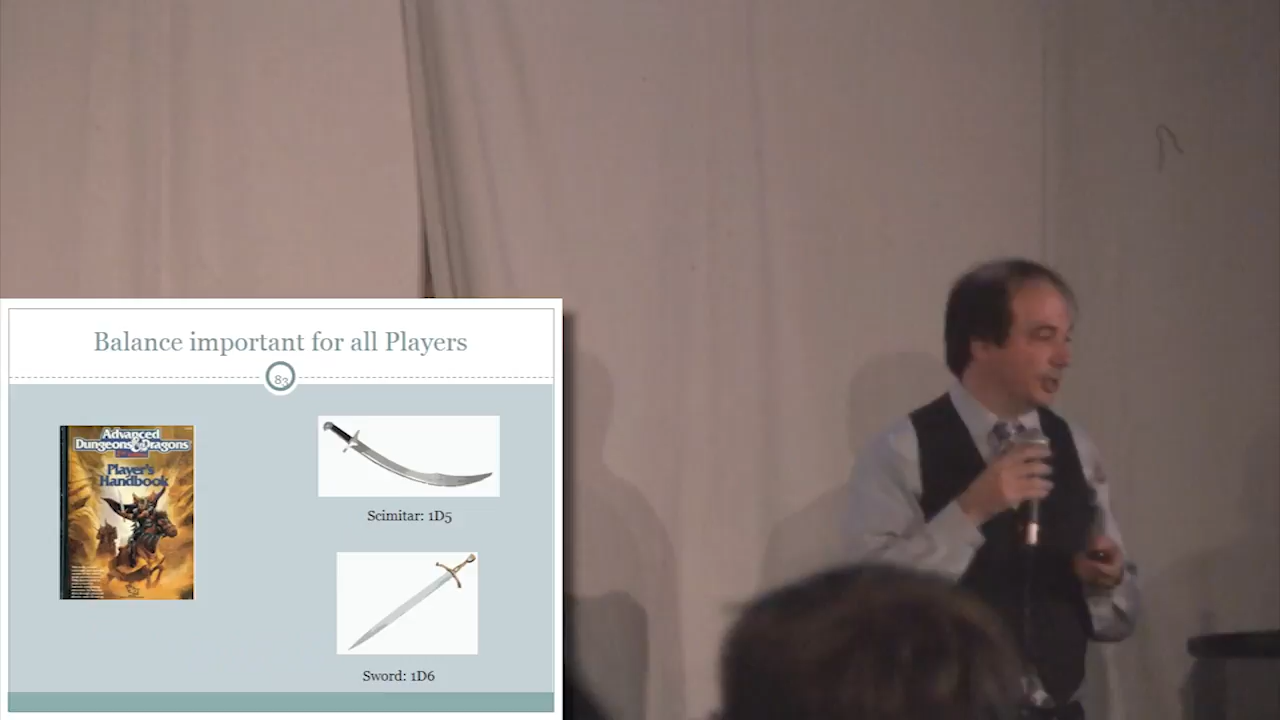 Balance important for all Players
83
Advanced
Dungeons & Dragons
Player's
Handbook
Scimitar: 1D5
Sword: 1D6